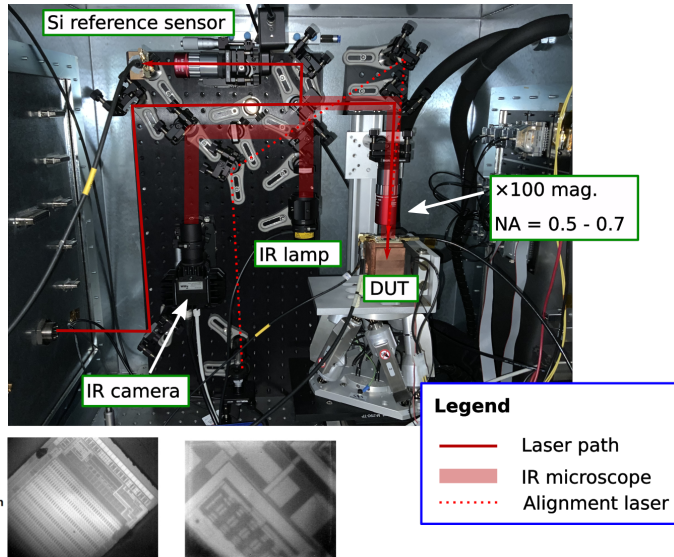 Si reference sensor
×100 mag.
NA = 0.5 - 0.7
IR lamp
DUT
IR camera
Legend
Laser path
IR microscope
Alignment laser